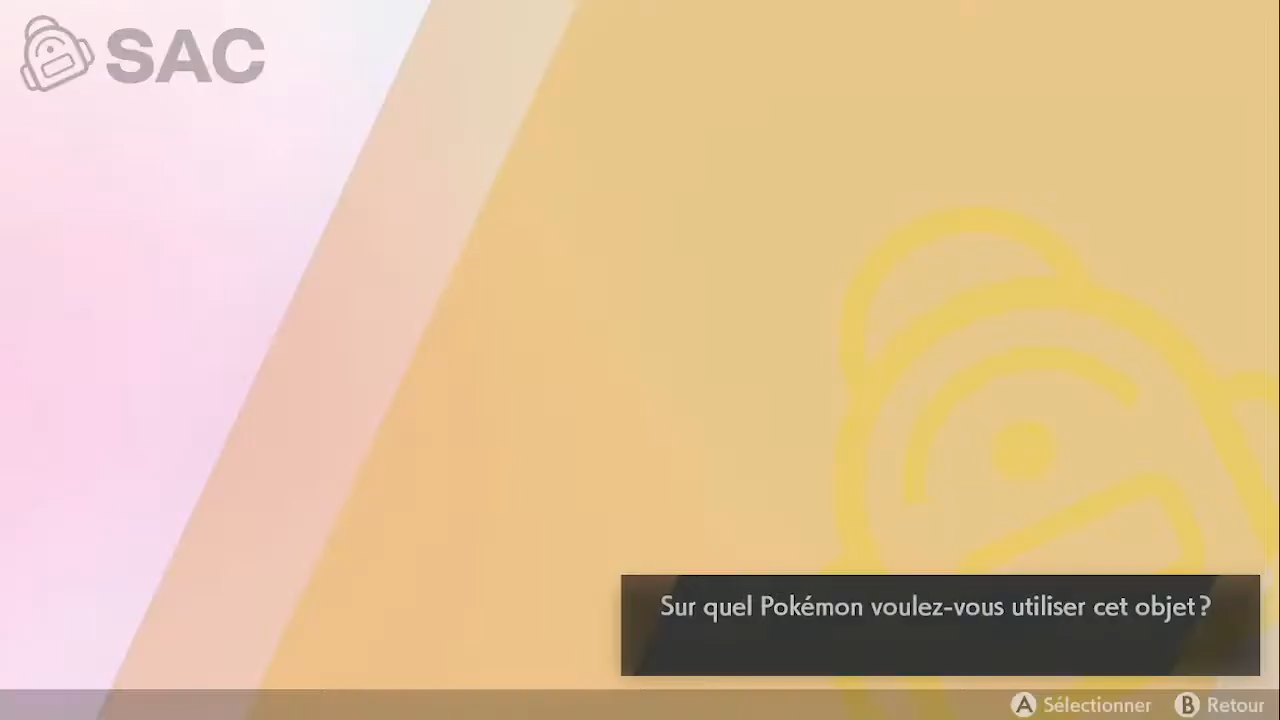 SAC
Sur quel Pokémon voulez-vous utiliser cet objet ?
A Sélectionner B Retour